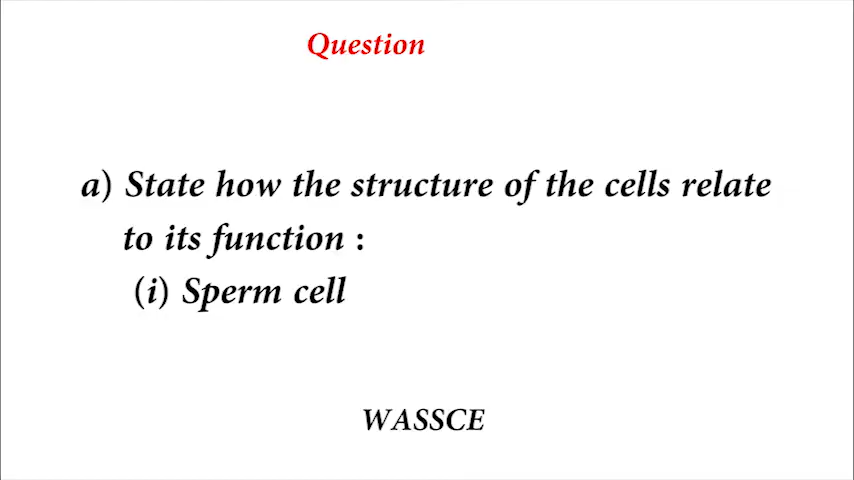 Question
a) State how the structure of the cells relate
to its function :
(i) Sperm cell
WASSCE